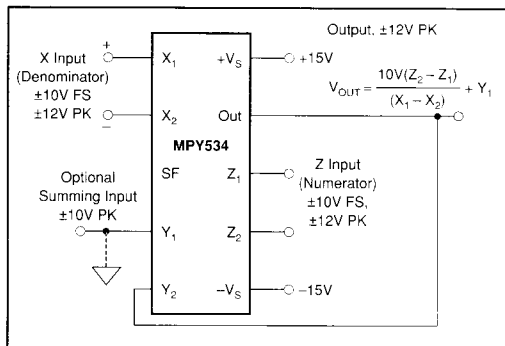 X Input
(Denominator)
±10V FS
±12V PK
+
–
Optional
Summing Input
±10V PK
X1
X2
SF
Y1
Y2
MPY534
+VS
Out
Z1
Z2
–VS
+15V
Output, ±12V PK
VOUT = 10V(Z2 – Z1) / (X1 – X2) + Y1
Z Input
(Numerator)
±10V FS,
±12V PK
–15V